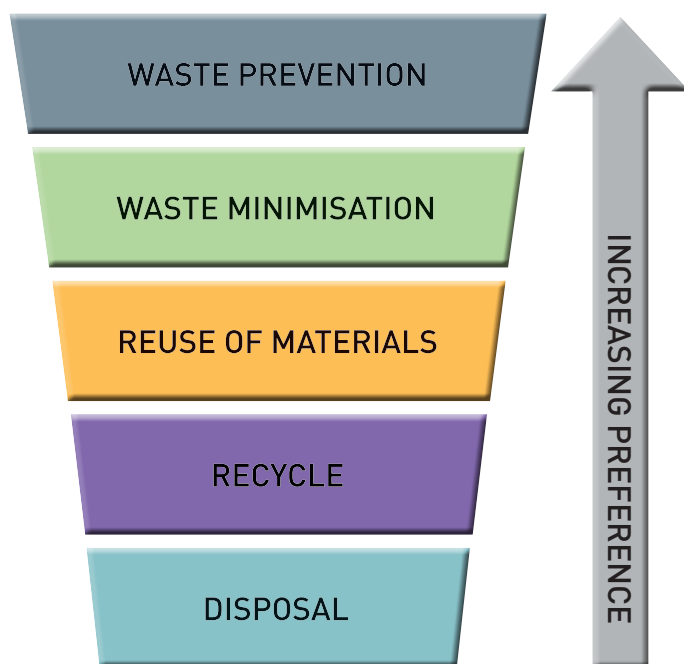 WASTE PREVENTION
WASTE MINIMISATION
REUSE OF MATERIALS
RECYCLE
DISPOSAL
INCREASING PREFERENCE